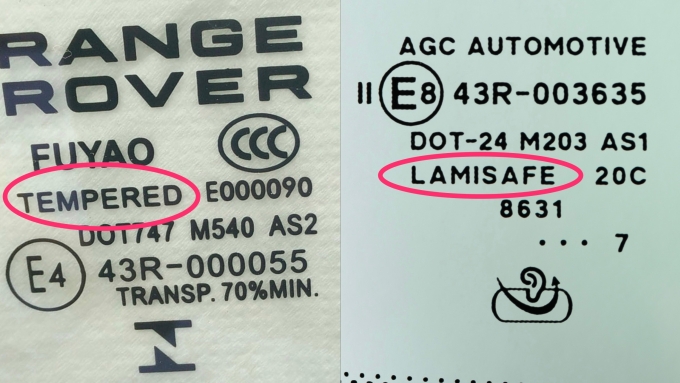 RANGE
ROVER
FUYAO
CCC
TEMPERED E000090
DOT747 M540 AS2
E4 43R-000055
TRANSP. 70%MIN.
AGC AUTOMOTIVE
II E8 43R-003635
DOT-24 M203 AS1
LAMISAFE 20C
8631
... 7